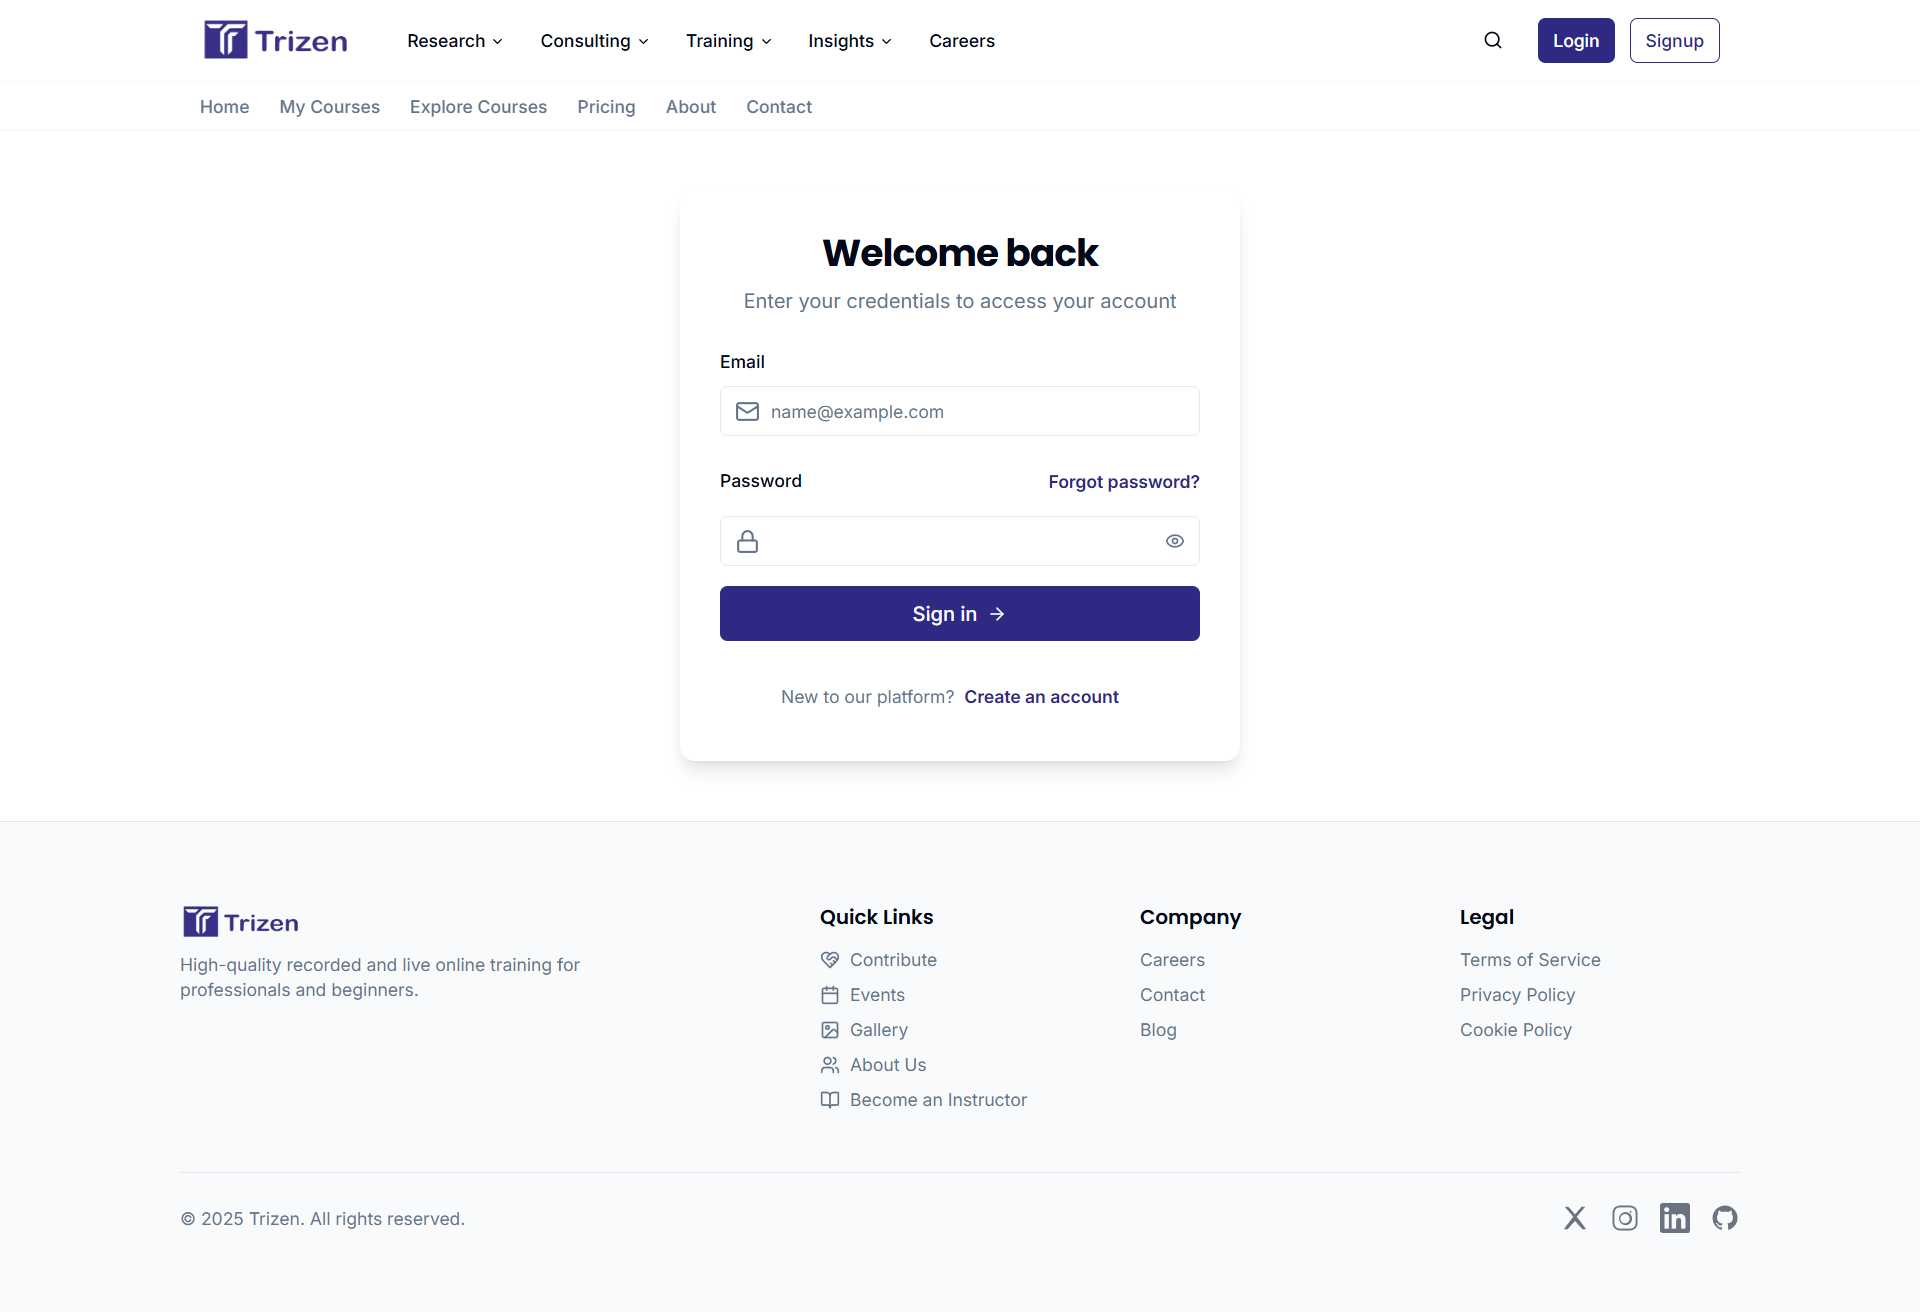 Trizen
Research
Consulting
Training
Insights
Careers
Login
Signup
Home
My Courses
Explore Courses
Pricing
About
Contact
Welcome back
Enter your credentials to access your account
Email
name@example.com
Password
Forgot password?
Sign in
New to our platform? Create an account
Trizen
High-quality recorded and live online training for
professionals and beginners.
Quick Links
Contribute
Events
Gallery
About Us
Become an Instructor
Company
Careers
Contact
Blog
Legal
Terms of Service
Privacy Policy
Cookie Policy
© 2025 Trizen. All rights reserved.